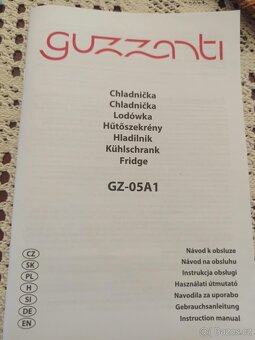 guzzanti
Chladnička
Chladnička
Lodówka
Hűtőszekrény
Hladilnik
Kühlschrank
Fridge
GZ-05A1
CZ Návod k obsluze
SK Návod na obsluhu
PL Instrukcja obsługi
H Használati útmutató
SI Navodila za uporabo
DE Gebrauchsanleitung
EN Instruction manual